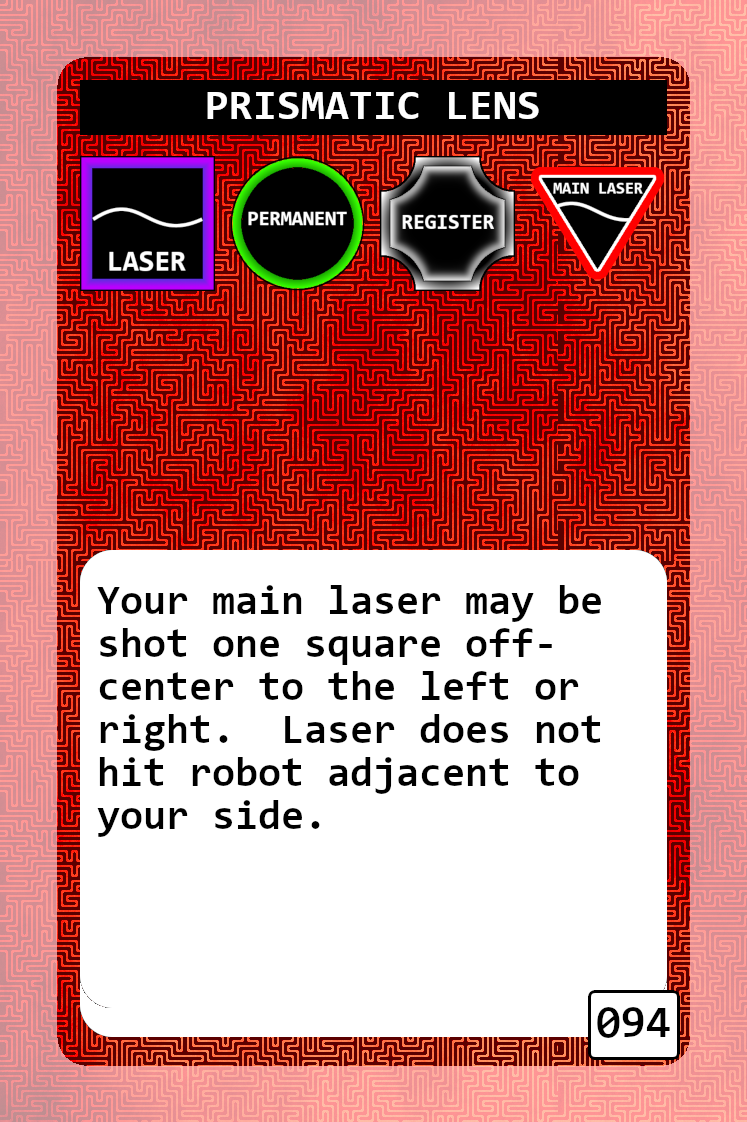 PRISMATIC LENS
LASER
PERMANENT
REGISTER
MAIN LASER
Your main laser may be
shot one square off-
center to the left or
right.  Laser does not
hit robot adjacent to
your side.
094